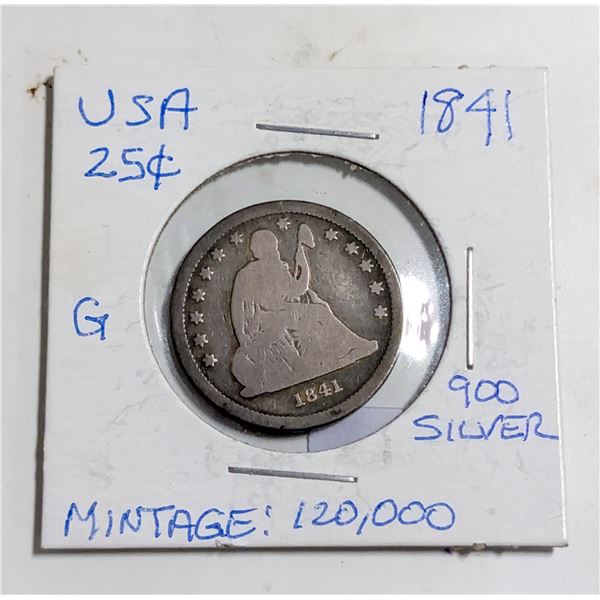 USA 1841
25¢
G
1841
900
SILVER
MINTAGE: 120,000